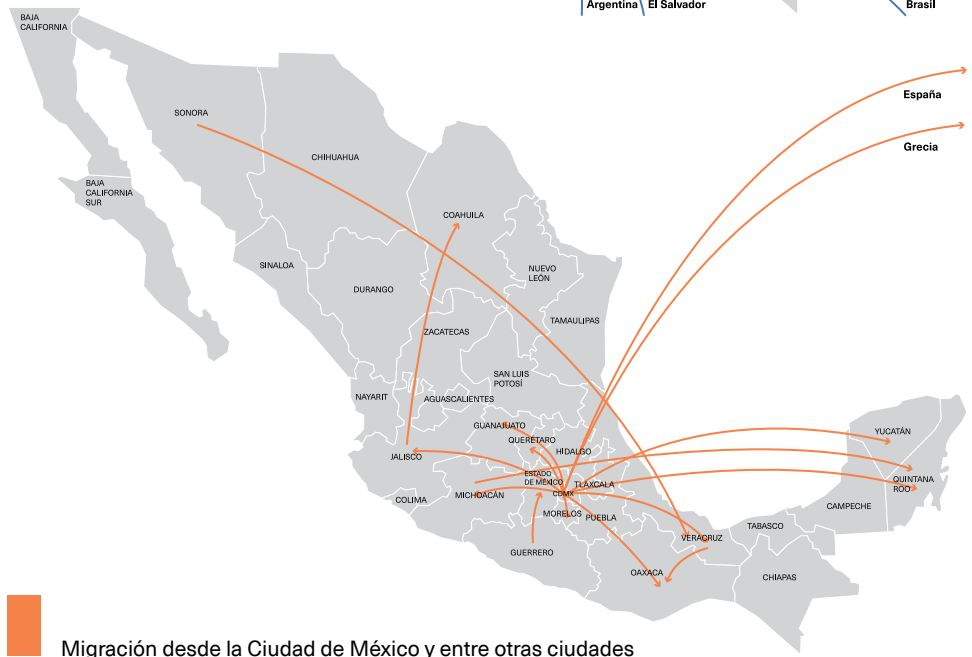 Argentina
El Salvador
Brasil
BAJA
CALIFORNIA
España
SONORA
Grecia
CHIHUAHUA
BAJA
CALIFORNIA
SUR
COAHUILA
SINALOA
NUEVO
LEÓN
DURANGO
TAMAULIPAS
ZACATECAS
SAN LUIS
POTOSÍ
NAYARIT
AGUASCALIENTES
GUANAJUATO
YUCATÁN
QUERÉTARO
HIDALGO
JALISCO
ESTADO
DE MÉXICO
TLAXCALA
QUINTANA
ROO
COLIMA
MICHOACÁN
CDMX
CAMPECHE
MORELOS
PUEBLA
TABASCO
VERACRUZ
GUERRERO
OAXACA
CHIAPAS
Migración desde la Ciudad de México y entre otras ciudades